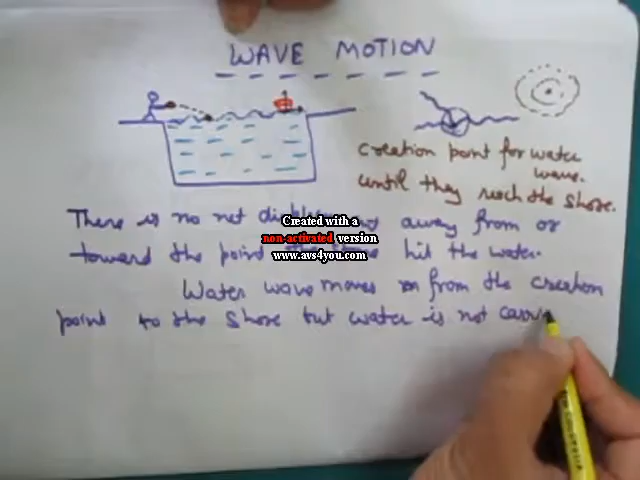 WAVE MOTION
creation point for water
wave.
until they reach the shore.
There is no net away from or
Created with a
toward the point the hit the water.
non-activated version
www.avs4you.com
Water wave moves on from the creation
point to the shore but water is not carri